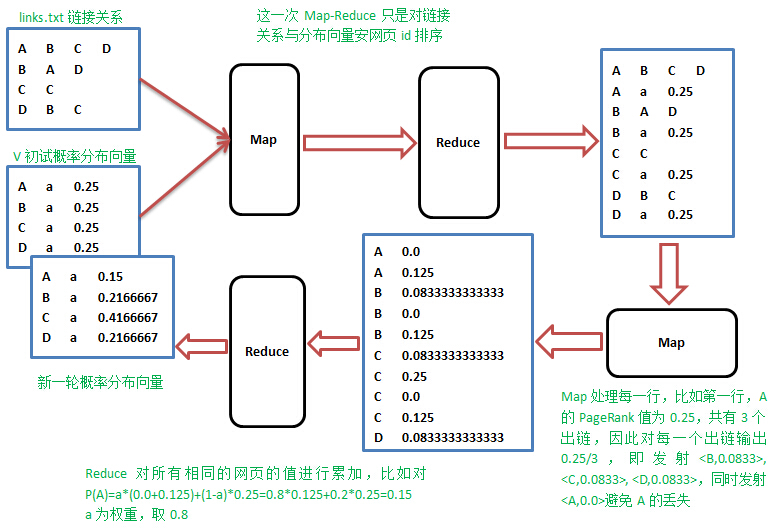 links.txt 链接关系
A B C D
B A D
C C
D B C
V 初试概率分布向量
A a 0.25
B a 0.25
C a 0.25
D a 0.25
A a 0.15
B a 0.2166667
C a 0.4166667
D a 0.2166667
新一轮概率分布向量
这一次 Map-Reduce 只是对链接
关系与分布向量安网页 id 排序
Map
Reduce
A B C D
A a 0.25
B A D
B a 0.25
C C
C a 0.25
D B C
D a 0.25
Map
Map 处理每一行，比如第一行，A
的 PageRank 值为 0.25，共有 3 个
出链，因此对每一个出链输出
0.25/3 ，即发射 <B,0.0833>,
<C,0.0833>, <D,0.0833>，同时发射
<A,0.0>避免 A 的丢失
A 0.0
A 0.125
B 0.0833333333333
B 0.0
B 0.125
C 0.0833333333333
C 0.25
C 0.0
C 0.125
D 0.0833333333333
Reduce
Reduce 对所有相同的网页的值进行累加，比如对
P(A)=a*(0.0+0.125)+(1-a)*0.25=0.8*0.125+0.2*0.25=0.15
a 为权重，取 0.8